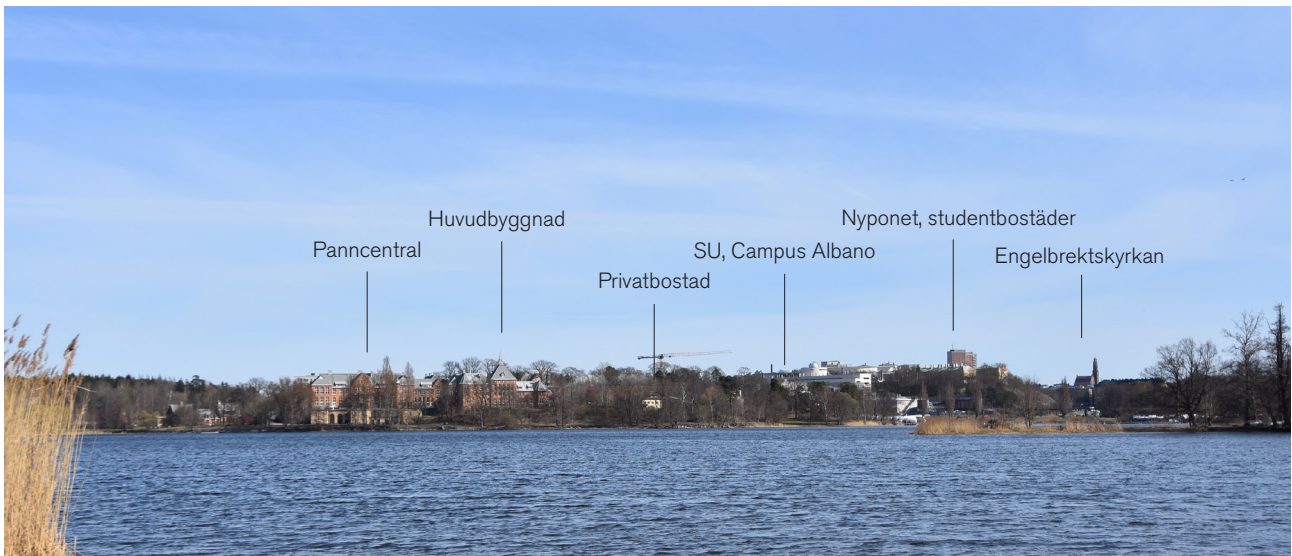 Huvudbyggnad
Nyponet, studentbostäder
Panncentral
SU, Campus Albano
Engelbrektskyrkan
Privatbostad